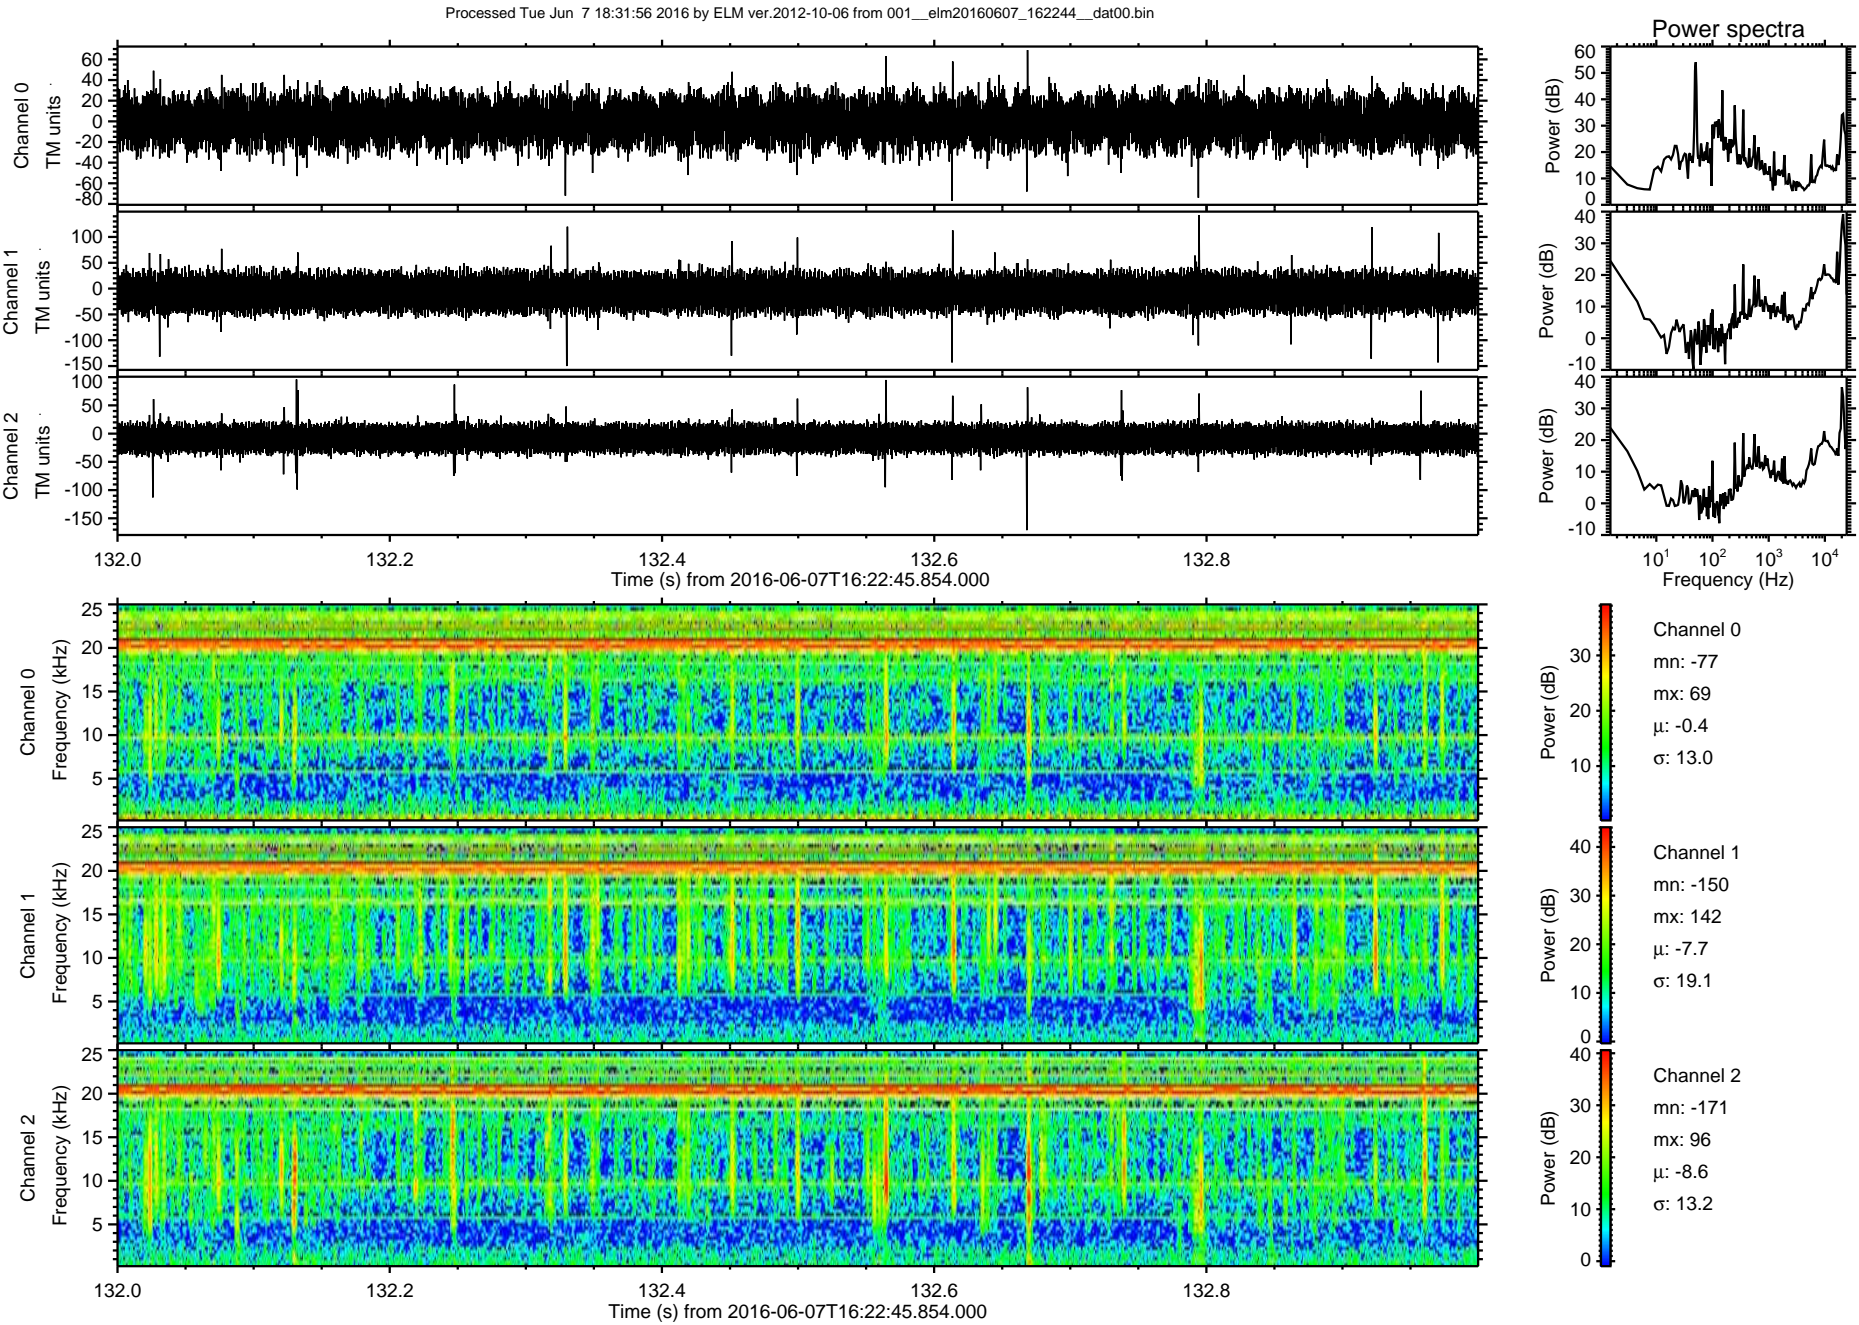 Processed Tue Jun  7 18:31:56 2016 by ELM ver.2012-10-06 from 001__elm20160607_162244__dat00.bin
Power spectra
Channel 0
TM units
60
40
20
0
-20
-40
-60
-80
Power (dB)
60
50
40
30
20
10
0
Channel 1
TM units
100
50
0
-50
-100
-150
Power (dB)
40
30
20
10
0
-10
Channel 2
TM units
100
50
0
-50
-100
-150
Power (dB)
40
30
20
10
0
-10
132.0 132.2 132.4 132.6 132.8
Time (s) from 2016-06-07T16:22:45.854.000
10^1 10^2 10^3 10^4
Frequency (Hz)
Channel 0
Frequency (kHz)
25
20
15
10
5
Power (dB)
30
20
10
Channel 0
mn: -77
mx: 69
μ: -0.4
σ: 13.0
Channel 1
Frequency (kHz)
25
20
15
10
5
Power (dB)
40
30
20
10
0
Channel 1
mn: -150
mx: 142
μ: -7.7
σ: 19.1
Channel 2
Frequency (kHz)
25
20
15
10
5
Power (dB)
40
30
20
10
0
Channel 2
mn: -171
mx: 96
μ: -8.6
σ: 13.2
132.0 132.2 132.4 132.6 132.8
Time (s) from 2016-06-07T16:22:45.854.000